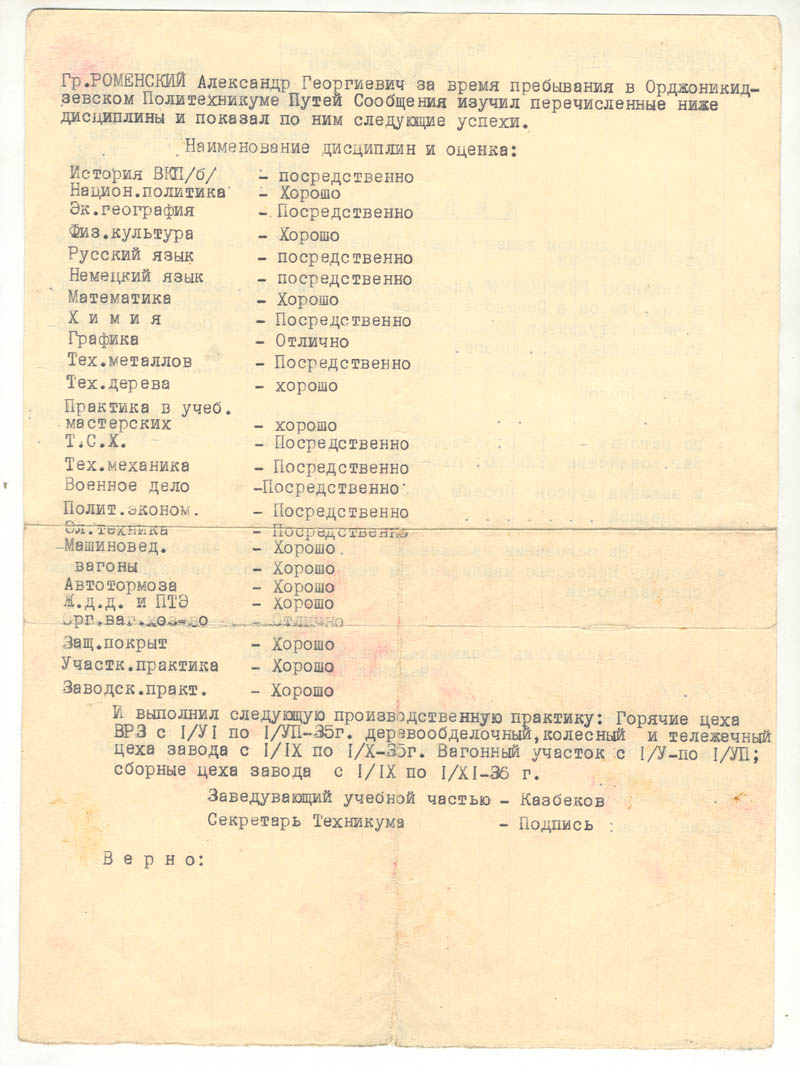 Гр.РОМЕНСКИЙ Александр Георгиевич за время пребывания в Орджоникид-
зевском Политехникуме Путей Сообщения изучил перечисленные ниже
дисциплины и показал по ним следующие успехи.
Наименование дисциплин и оценка:
История ВКП/б/ - посредственно
Национ.политика - Хорошо
Эк.география - Посредственно
Физ.культура - Хорошо
Русский язык - посредственно
Немецкий язык - посредственно
Математика - Хорошо
Х и м и я - Посредственно
Графика - Отлично
Тех.металлов - Посредственно
Тех.дерева - хорошо
Практика в учеб.
мастерских - хорошо
Т.С.Х. - Посредственно
Тех.механика - Посредственно
Военное дело -Посредственно
Полит.эконом. - Посредственно
Эл.техника - Посредственно
Машиновед. - Хорошо
вагоны - Хорошо
Автотормоза - Хорошо
Ж.д.д. и ПТЭ - Хорошо
Орг.ваг.хоз-во - Отлично
Защ.покрыт - Хорошо
Участк.практика - Хорошо
Заводск.практ. - Хорошо
И выполнил следующую производственную практику: Горячие цеха
ВРЗ с I/УI по I/УП-35г. деревообделочный,колесный и тележечный
цеха завода с I/IX по I/X-35г. Вагонный участок с I/У-по I/УП;
сборные цеха завода с I/IX по I/XI-36 г.
Заведувающий учебной частью - Казбеков
Секретарь Техникума - Подпись :
В е р н о: